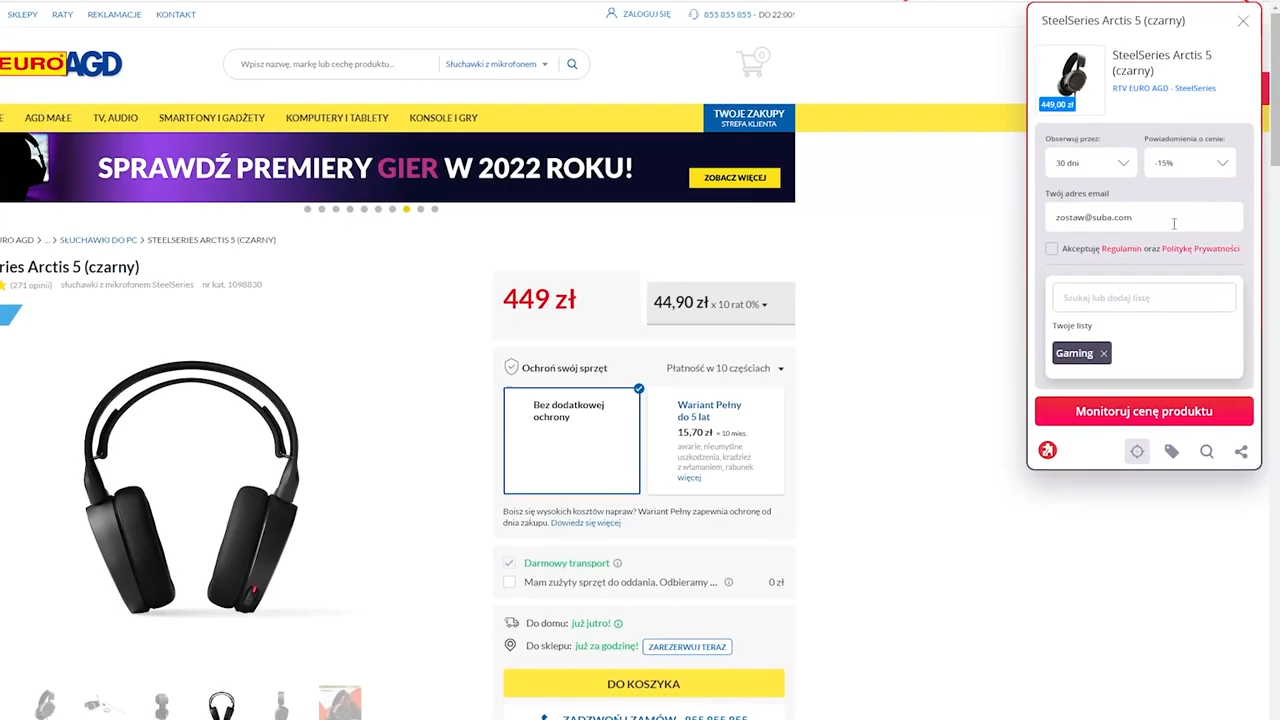 SKLEPY RATY REKLAMACJE KONTAKT
ZALOGUJ SIĘ 855 855 855 - DO 22:00!
EURO AGD
Wpisz nazwę, markę lub cechę produktu... Słuchawki z mikrofonem
0
AGD MAŁE TV, AUDIO SMARTFONY I GADŻETY KOMPUTERY I TABLETY KONSOLE I GRY
TWOJE ZAKUPY
STREFA KLIENTA
SPRAWDŹ PREMIERY GIER W 2022 ROKU!
ZOBACZ WIĘCEJ
RO AGD > ... > SŁUCHAWKI DO PC > STEELSERIES ARCTIS 5 (CZARNY)
ries Arctis 5 (czarny)
(271 opinii) słuchawki z mikrofonem SteelSeries nr kat. 1098830
449 zł
44,90 zł x 10 rat 0%
Ochroń swój sprzęt Płatność w 10 częściach
Bez dodatkowej
ochrony
Wariant Pełny
do 5 lat
15,70 zł × 10 mies.
awarie, nieumyślne
uszkodzenia, kradzież
z włamaniem, rabunek
więcej
Boisz się wysokich kosztów napraw? Wariant Pełny zapewnia ochronę od
dnia zakupu. Dowiedz się więcej
Darmowy transport
Mam zużyty sprzęt do oddania. Odbieramy ... 0 zł
Do domu: już jutro!
Do sklepu: już za godzinę! ZAREZERWUJ TERAZ
DO KOSZYKA
ZADZWOŃ I ZAMÓW 855 855 855
SteelSeries Arctis 5 (czarny)
SteelSeries Arctis 5
(czarny)
RTV EURO AGD - SteelSeries
449,00 zł
Obserwuj przez: Powiadomienia o cenie:
30 dni -15%
Twój adres email
zostaw@suba.com
Akceptuję Regulamin oraz Politykę Prywatności
Szukaj lub dodaj listę
Twoje listy
Gaming
Monitoruj cenę produktu